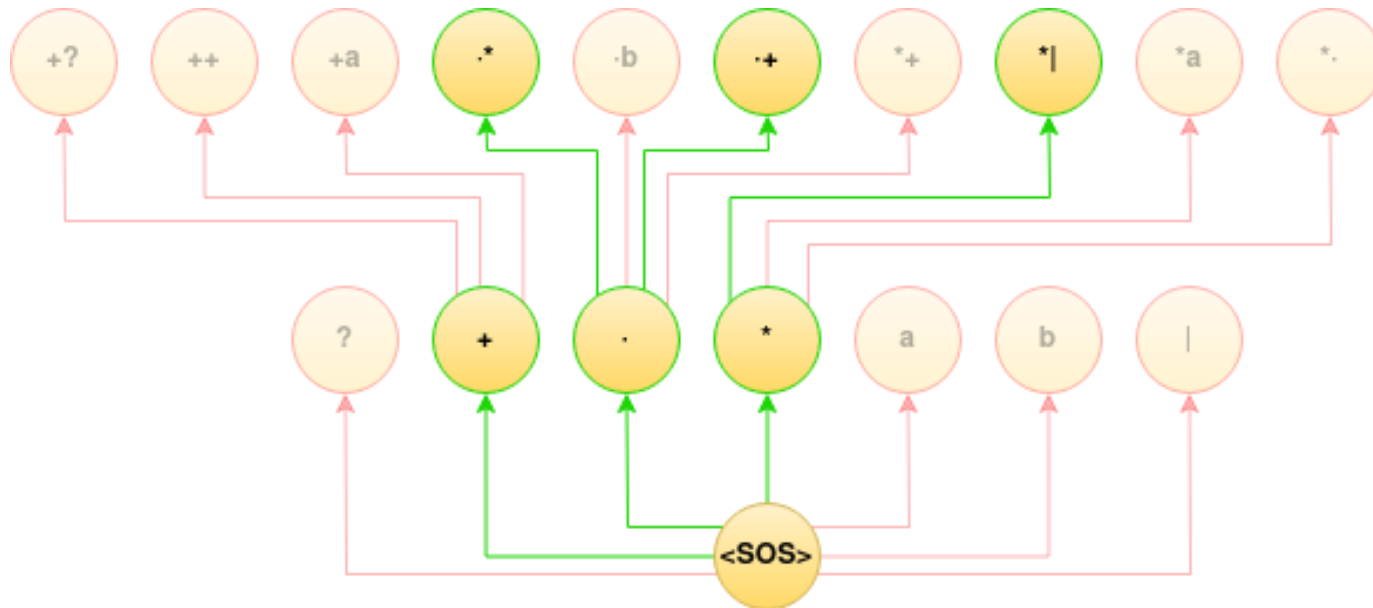 +? ++ +a ·* ·b ·+ *+ *| *a *·
? + · * a b |
<SOS>